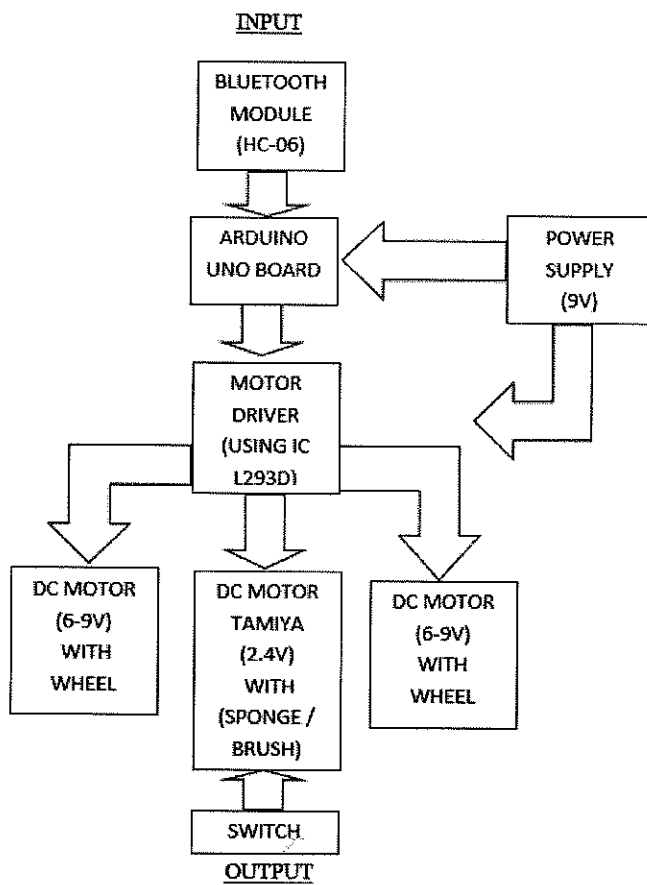 INPUT
BLUETOOTH
MODULE
(HC-06)
ARDUINO
UNO BOARD
POWER
SUPPLY
(9V)
MOTOR
DRIVER
(USING IC
L293D)
DC MOTOR
(6-9V)
WITH
WHEEL
DC MOTOR
TAMIYA
(2.4V)
WITH
(SPONGE /
BRUSH)
DC MOTOR
(6-9V)
WITH
WHEEL
SWITCH
OUTPUT